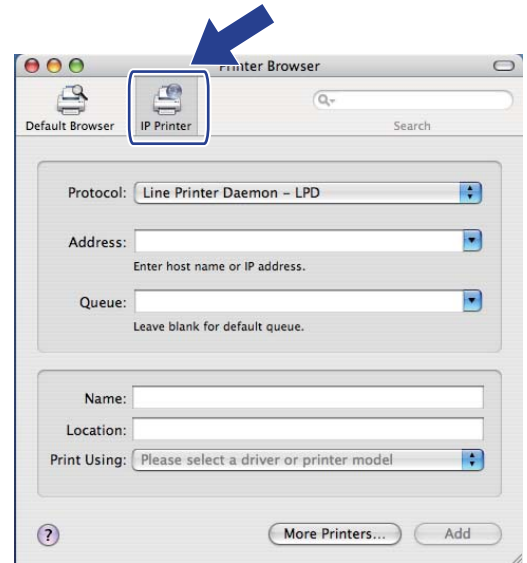 Printer Browser
Default Browser
IP Printer
Search
Protocol: Line Printer Daemon – LPD
Address:
Enter host name or IP address.
Queue:
Leave blank for default queue.
Name:
Location:
Print Using: Please select a driver or printer model
?
More Printers...
Add